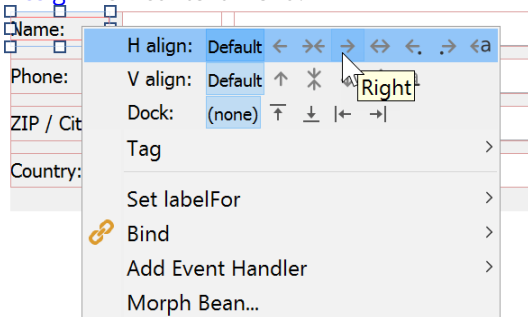 Name:
H align: Default
Right
V align: Default
Phone:
Dock: (none)
ZIP / Cit
Tag
Country:
Set labelFor
Bind
Add Event Handler
Morph Bean...